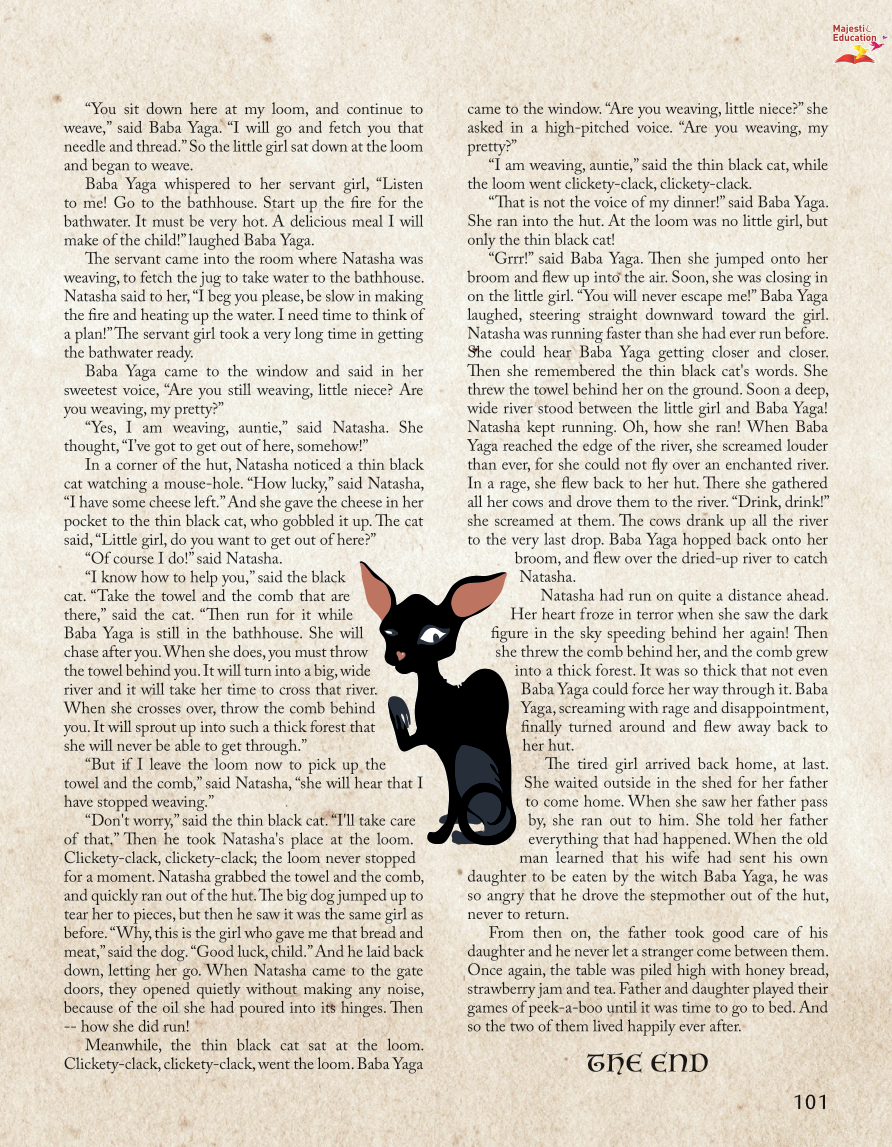 Majesti
Education
“You sit down here at my loom, and continue to
weave,” said Baba Yaga. “I will go and fetch you that
needle and thread.” So the little girl sat down at the loom
and began to weave.
Baba Yaga whispered to her servant girl, “Listen
to me! Go to the bathhouse. Start up the fire for the
bathwater. It must be very hot. A delicious meal I will
make of the child!” laughed Baba Yaga.
The servant came into the room where Natasha was
weaving, to fetch the jug to take water to the bathhouse.
Natasha said to her, “I beg you please, be slow in making
the fire and heating up the water. I need time to think of
a plan!” The servant girl took a very long time in getting
the bathwater ready.
Baba Yaga came to the window and said in her
sweetest voice, “Are you still weaving, little niece? Are
you weaving, my pretty?”
“Yes, I am weaving, auntie,” said Natasha. She
thought, “I've got to get out of here, somehow!”
In a corner of the hut, Natasha noticed a thin black
cat watching a mouse-hole. “How lucky,” said Natasha,
“I have some cheese left.” And she gave the cheese in her
pocket to the thin black cat, who gobbled it up. The cat
said, “Little girl, do you want to get out of here?”
“Of course I do!” said Natasha.
“I know how to help you,” said the black
cat. “Take the towel and the comb that are
there,” said the cat. “Then run for it while
Baba Yaga is still in the bathhouse. She will
chase after you. When she does, you must throw
the towel behind you. It will turn into a big, wide
river and it will take her time to cross that river.
When she crosses over, throw the comb behind
you. It will sprout up into such a thick forest that
she will never be able to get through.”
“But if I leave the loom now to pick up the
towel and the comb,” said Natasha, “she will hear that I
have stopped weaving.”
“Don't worry,” said the thin black cat. “I'll take care
of that,” Then he took Natasha's place at the loom.
Clickety-clack, clickety-clack; the loom never stopped
for a moment. Natasha grabbed the towel and the comb,
and quickly ran out of the hut. The big dog jumped up to
tear her to pieces, but then he saw it was the same girl as
before. “Why, this is the girl who gave me that bread and
meat,” said the dog. “Good luck, child.” And he laid back
down, letting her go. When Natasha came to the gate
doors, they opened quietly without making any noise,
because of the oil she had poured into its hinges. Then
-- how she did run!
Meanwhile, the thin black cat sat at the loom.
Clickety-clack, clickety-clack, went the loom. Baba Yaga
came to the window. “Are you weaving, little niece?” she
asked in a high-pitched voice. “Are you weaving, my
pretty?”
“I am weaving, auntie,” said the thin black cat, while
the loom went clickety-clack, clickety-clack.
“That is not the voice of my dinner!” said Baba Yaga.
She ran into the hut. At the loom was no little girl, but
only the thin black cat!
“Grrr!” said Baba Yaga. Then she jumped onto her
broom and flew up into the air. Soon, she was closing in
on the little girl. “You will never escape me!” Baba Yaga
laughed, steering straight downward toward the girl.
Natasha was running faster than she had ever run before.
She could hear Baba Yaga getting closer and closer.
Then she remembered the thin black cat's words. She
threw the towel behind her on the ground. Soon a deep,
wide river stood between the little girl and Baba Yaga!
Natasha kept running. Oh, how she ran! When Baba
Yaga reached the edge of the river, she screamed louder
than ever, for she could not fly over an enchanted river.
In a rage, she flew back to her hut. There she gathered
all her cows and drove them to the river. “Drink, drink!”
she screamed at them. The cows drank up all the river
to the very last drop. Baba Yaga hopped back onto her
broom, and flew over the dried-up river to catch
Natasha.
Natasha had run on quite a distance ahead.
Her heart froze in terror when she saw the dark
figure in the sky speeding behind her again! Then
she threw the comb behind her, and the comb grew
into a thick forest. It was so thick that not even
Baba Yaga could force her way through it. Baba
Yaga, screaming with rage and disappointment,
finally turned around and flew away back to
her hut.
The tired girl arrived back home, at last.
She waited outside in the shed for her father
to come home. When she saw her father pass
by, she ran out to him. She told her father
everything that had happened. When the old
man learned that his wife had sent his own
daughter to be eaten by the witch Baba Yaga, he was
so angry that he drove the stepmother out of the hut,
never to return.
From then on, the father took good care of his
daughter and he never let a stranger come between them.
Once again, the table was piled high with honey bread,
strawberry jam and tea. Father and daughter played their
games of peek-a-boo until it was time to go to bed. And
so the two of them lived happily ever after.
THE END
101